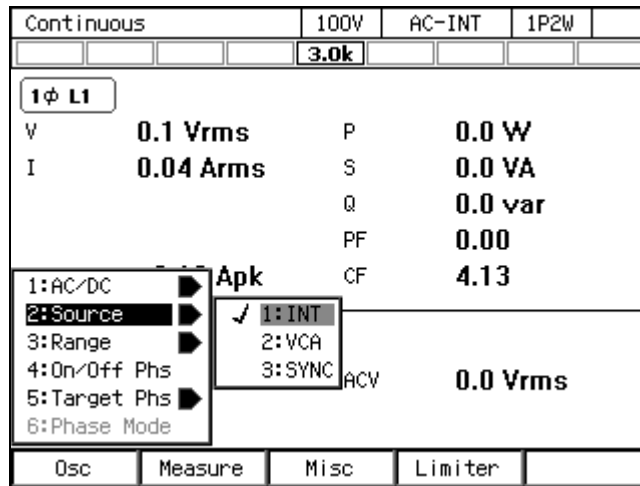 Continuous 100V AC-INT 1P2W
3.0k
1ϕ L1
V 0.1 Vrms P 0.0 W
I 0.04 Arms S 0.0 VA
Q 0.0 var
PF 0.00
Apk CF 4.13
1:AC/DC
2:Source ✓ 1:INT
3:Range 2:VCA
4:On/Off Phs 3:SYNC ACV 0.0 Vrms
5:Target Phs
6:Phase Mode
Osc Measure Misc Limiter